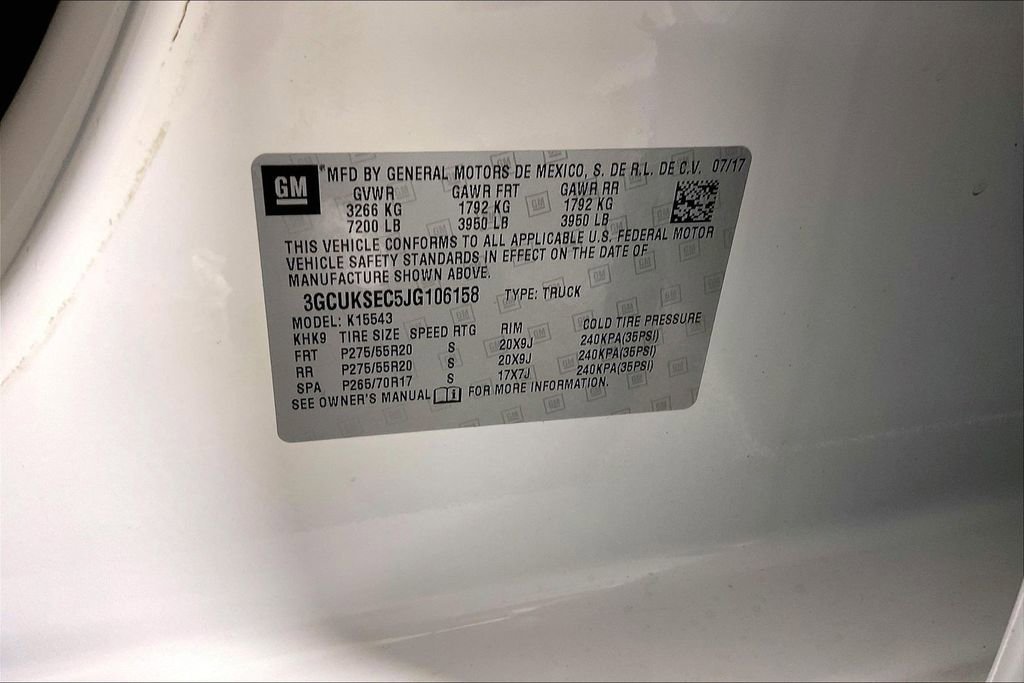 GM
"MFD BY GENERAL MOTORS DE MEXICO, S. DE R.L. DE C.V. 07/17
GVWR GAWR FRT GAWR RR
3266 KG 1792 KG 1792 KG
7200 LB 3950 LB 3950 LB
THIS VEHICLE CONFORMS TO ALL APPLICABLE U.S. FEDERAL MOTOR
VEHICLE SAFETY STANDARDS IN EFFECT ON THE DATE OF
MANUFACTURE SHOWN ABOVE.
3GCUKSEC5JG106158 TYPE: TRUCK
MODEL: K15543
KHK9 TIRE SIZE SPEED RTG RIM COLD TIRE PRESSURE
FRT P275/55R20 S 20X9J 240KPA(35PSI)
RR P275/55R20 S 20X9J 240KPA(35PSI)
SPA P265/70R17 S 17X7J 240KPA(35PSI)
SEE OWNER'S MANUAL FOR MORE INFORMATION.